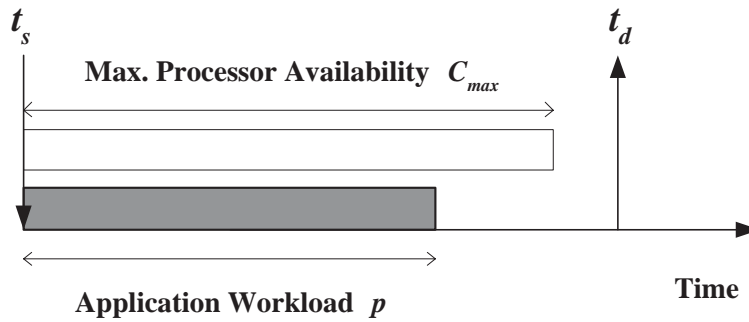 t_s
t_d
Max. Processor Availability C_max
Time
Application Workload p